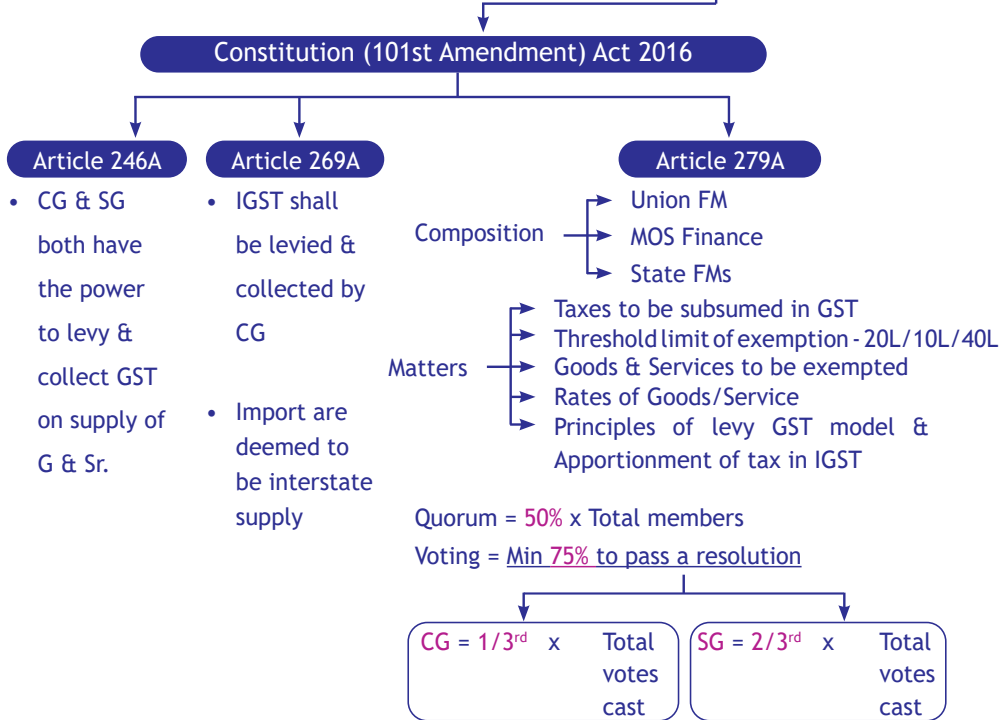 Constitution (101st Amendment) Act 2016
Article 246A
• CG & SG
both have
the power
to levy &
collect GST
on supply of
G & Sr.
Article 269A
• IGST shall
be levied &
collected by
CG
• Import are
deemed to
be interstate
supply
Article 279A
Composition
Union FM
MOS Finance
State FMs
Matters
Taxes to be subsumed in GST
Threshold limit of exemption - 20L/10L/40L
Goods & Services to be exempted
Rates of Goods/Service
Principles of levy GST model &
Apportionment of tax in IGST
Quorum = 50% x Total members
Voting = Min 75% to pass a resolution
CG = 1/3rd x Total
votes
cast
SG = 2/3rd x Total
votes
cast